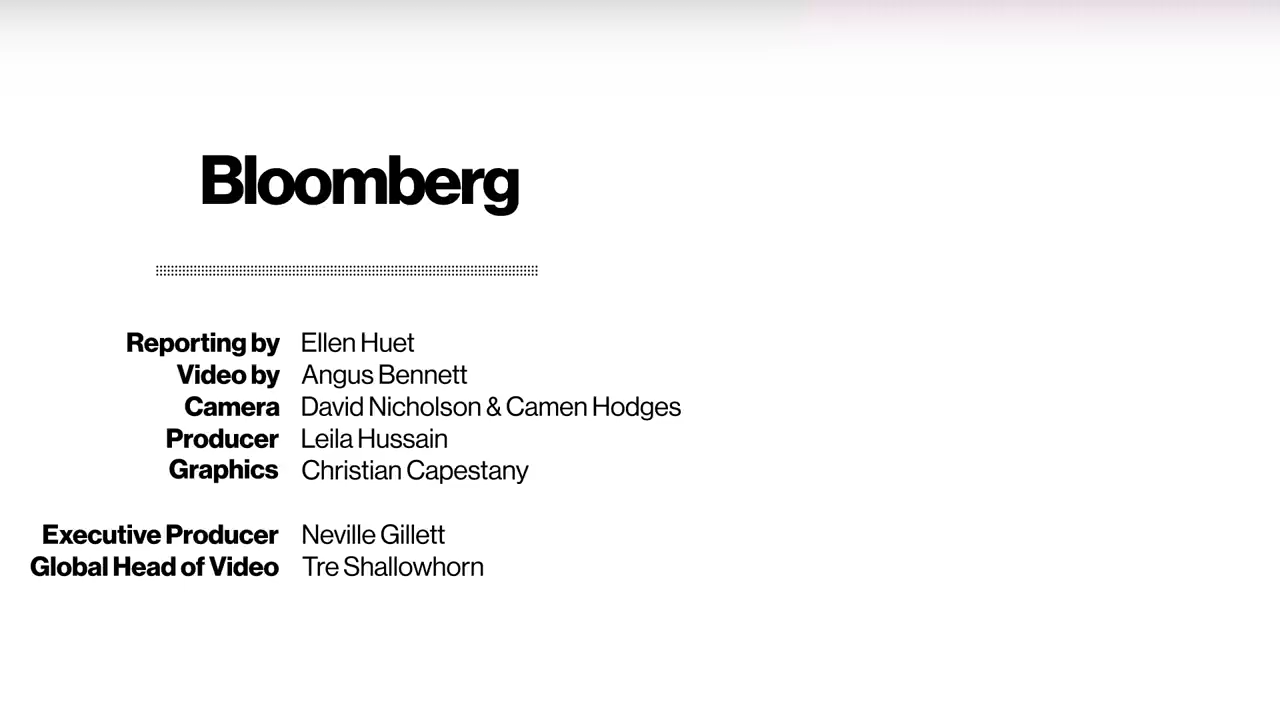 Bloomberg
Reporting by Ellen Huet
Video by Angus Bennett
Camera David Nicholson & Camen Hodges
Producer Leila Hussain
Graphics Christian Capestany
Executive Producer Neville Gillett
Global Head of Video Tre Shallowhorn